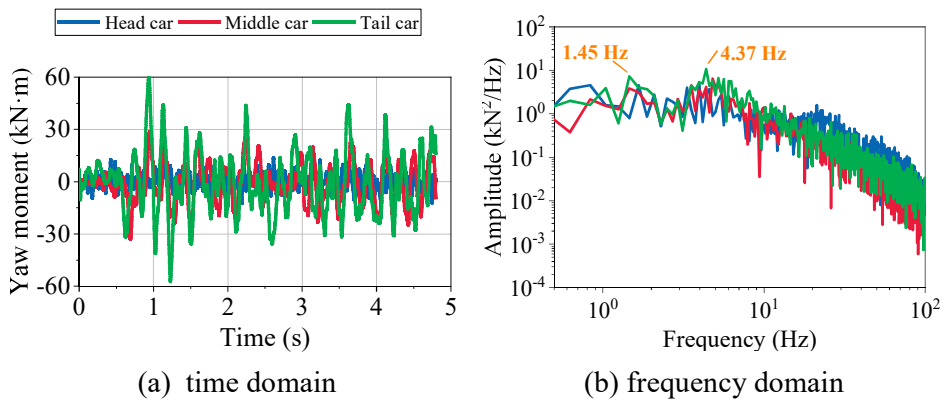 Head car Middle car Tail car
Yaw moment (kN·m)
60
30
0
-30
-60
0 1 2 3 4 5
Time (s)
(a) time domain
1.45 Hz
4.37 Hz
Amplitude (kN²/Hz)
10²
10¹
10⁰
10⁻¹
10⁻²
10⁻³
10⁻⁴
10⁰ 10¹ 10²
Frequency (Hz)
(b) frequency domain